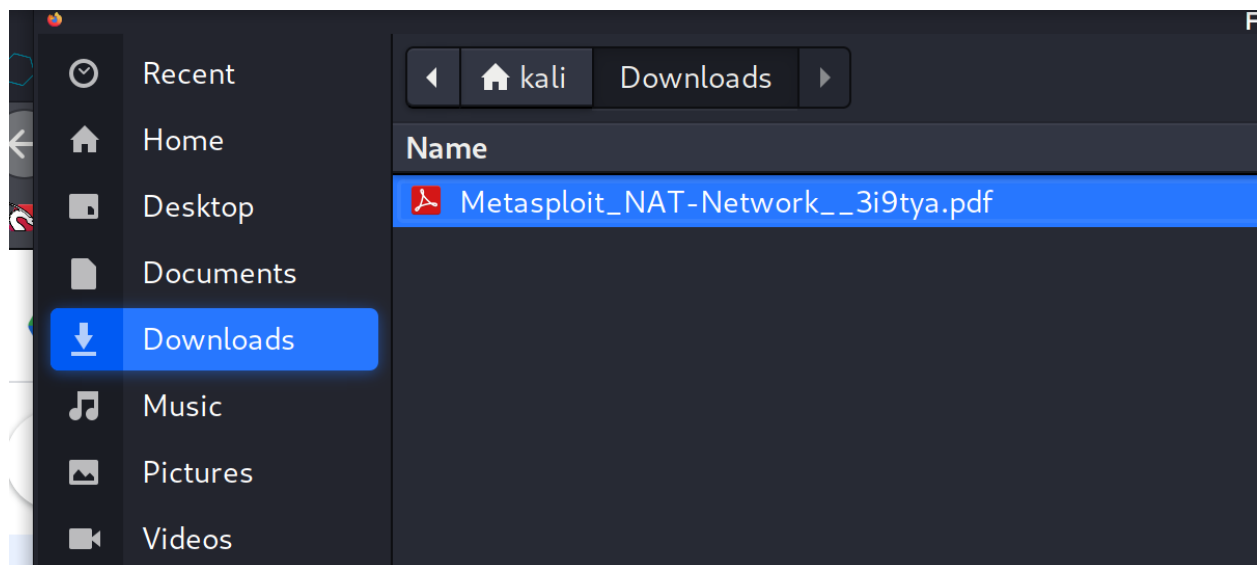 F
Recent
kali Downloads
Home
Name
Desktop
Metasploit_NAT-Network__3i9tya.pdf
Documents
Downloads
Music
Pictures
Videos